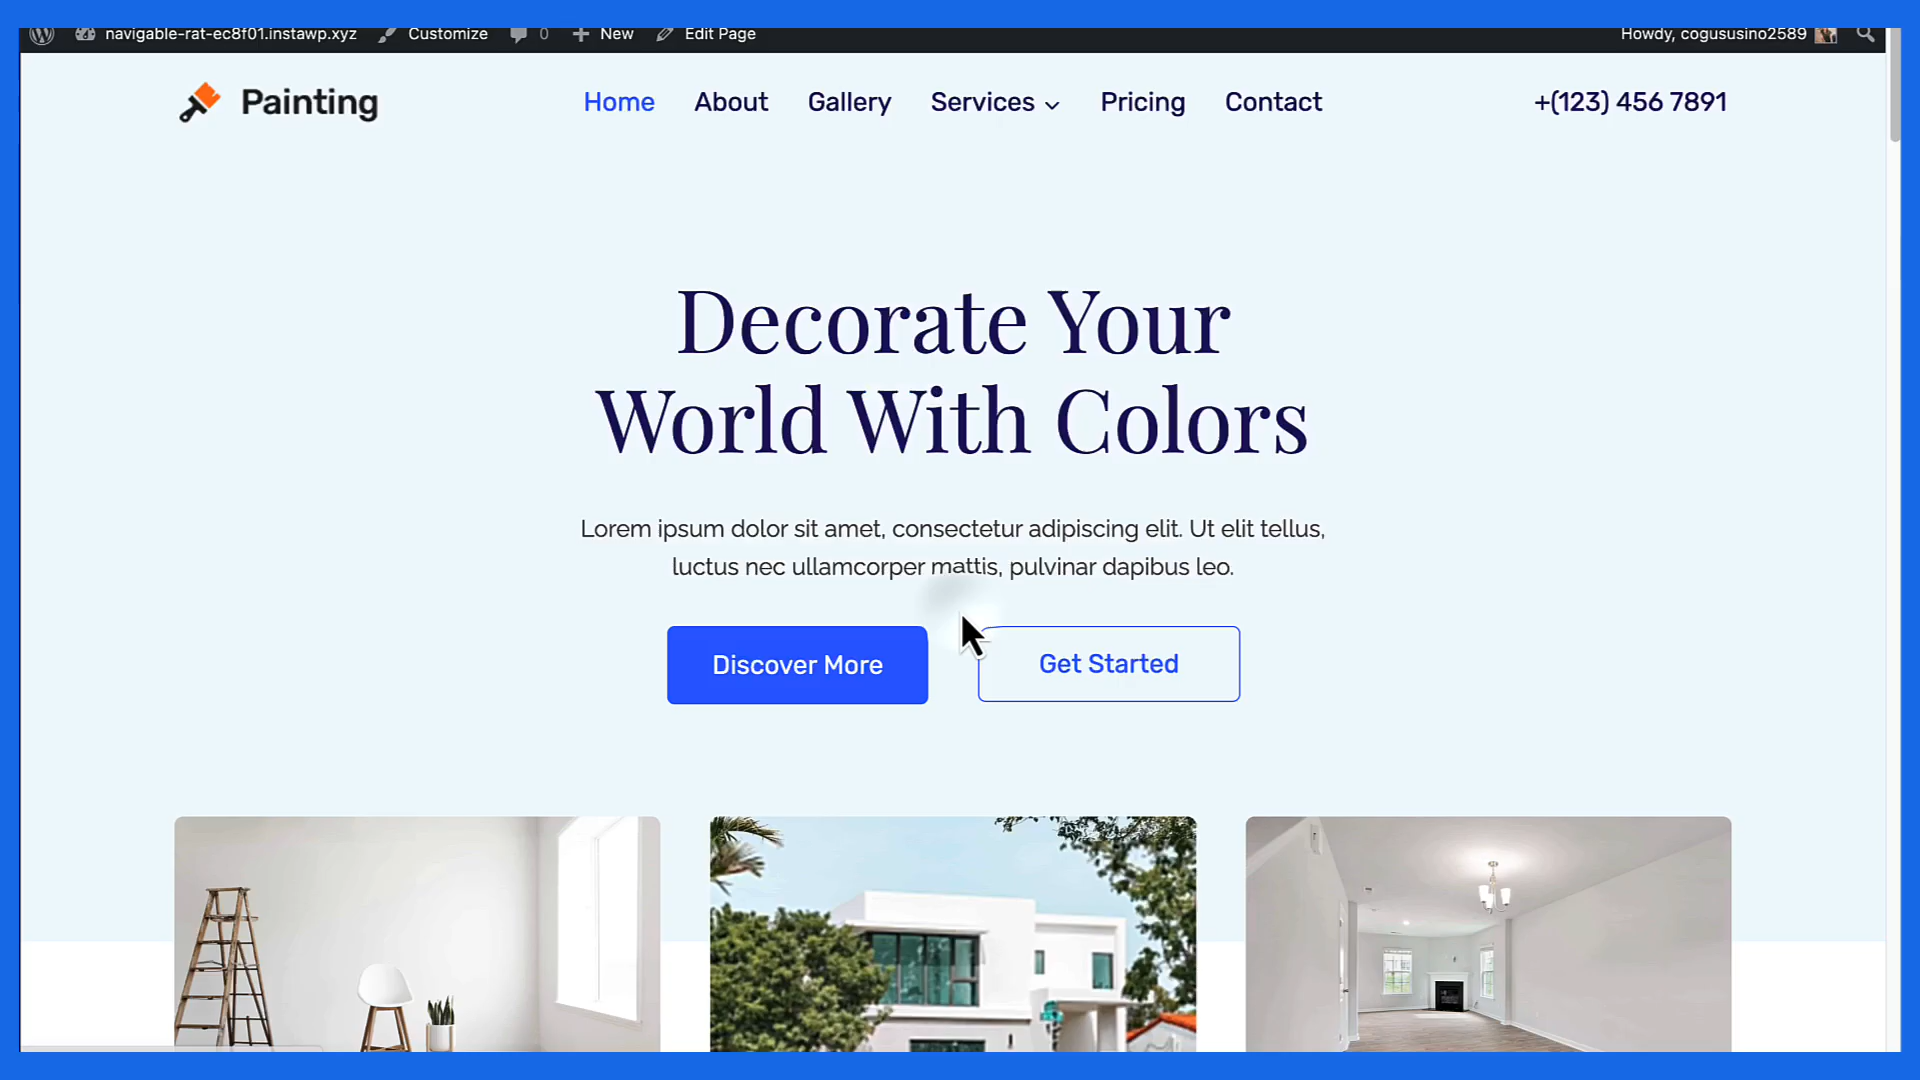 navigable-rat-ec8f01.instawp.xyz Customize 0 New Edit Page Howdy, cogususino2589
Painting Home About Gallery Services Pricing Contact +(123) 456 7891
Decorate Your
World With Colors
Lorem ipsum dolor sit amet, consectetur adipiscing elit. Ut elit tellus,
luctus nec ullamcorper mattis, pulvinar dapibus leo.
Discover More Get Started